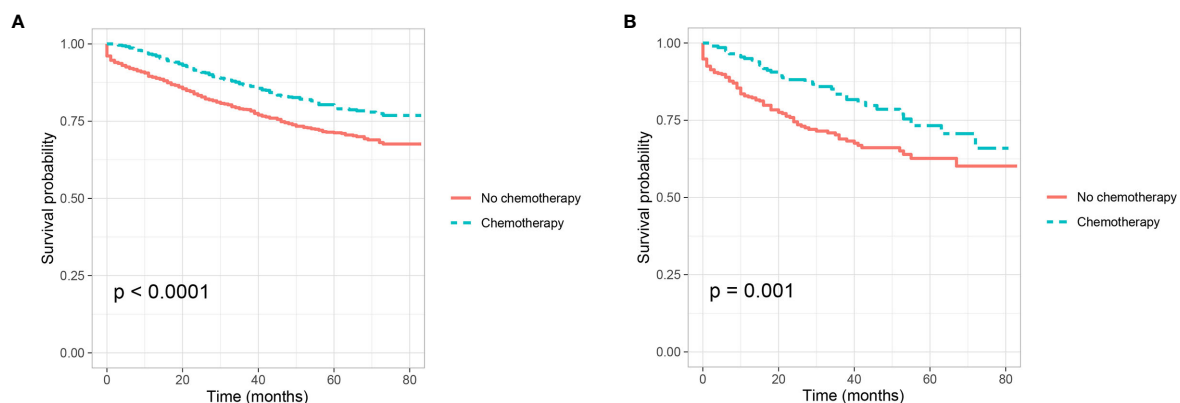 A
Survival probability
1.00
0.75
0.50
0.25
0.00
p < 0.0001
0 20 40 60 80
Time (months)
No chemotherapy
Chemotherapy
B
Survival probability
1.00
0.75
0.50
0.25
0.00
p = 0.001
0 20 40 60 80
Time (months)
No chemotherapy
Chemotherapy